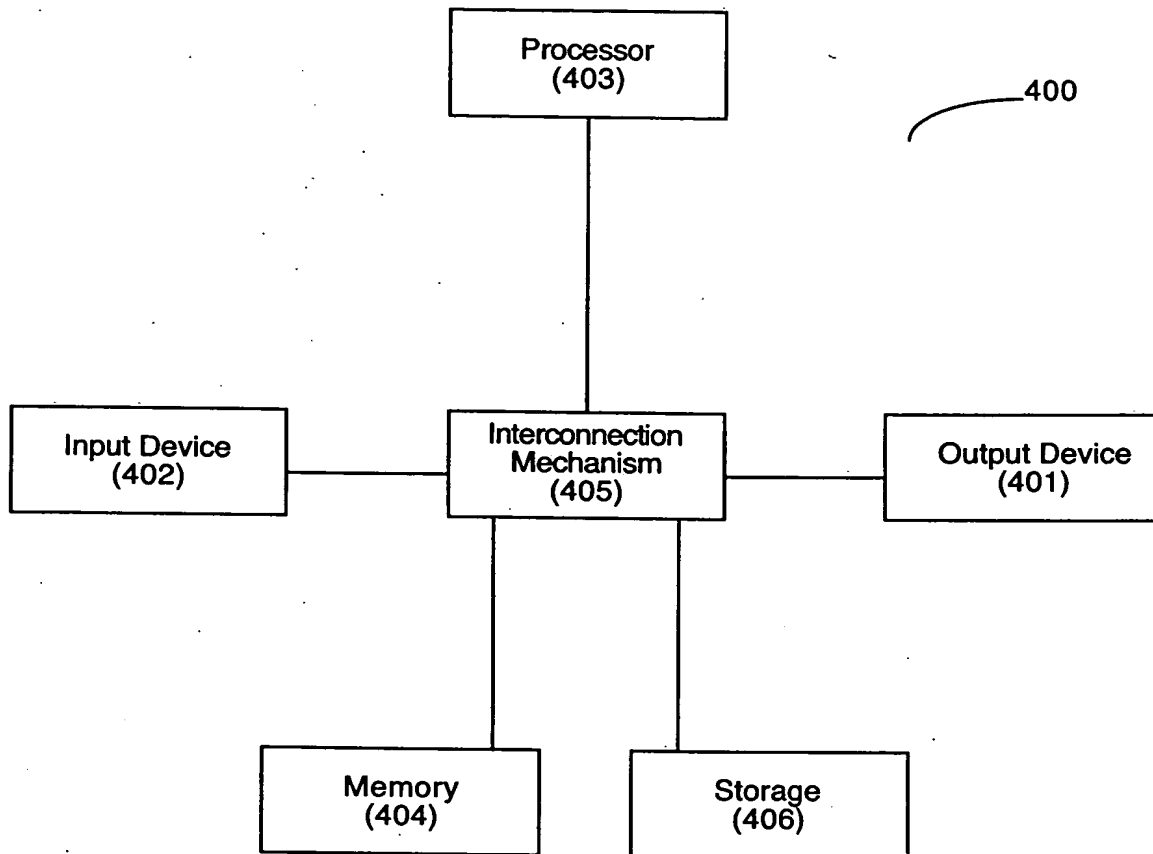 Processor
(403)
400
Input Device
(402)
Interconnection
Mechanism
(405)
Output Device
(401)
Memory
(404)
Storage
(406)